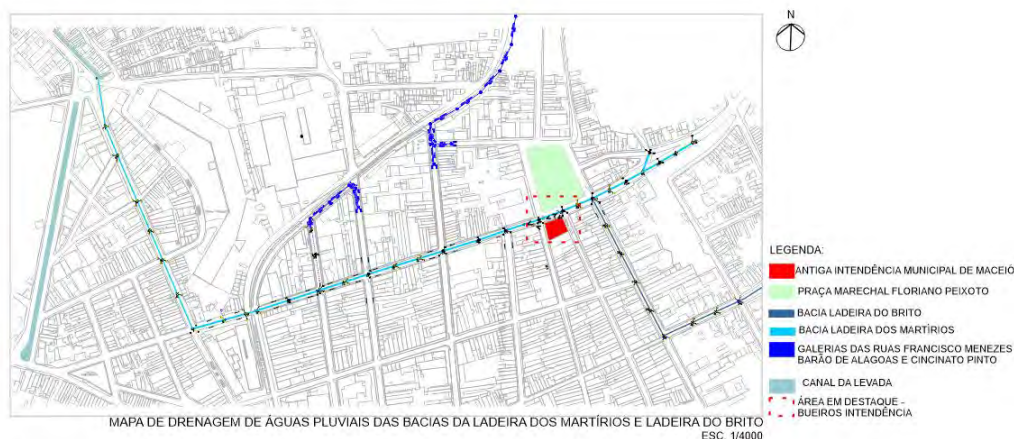 N
LEGENDA:
ANTIGA INTENDÊNCIA MUNICIPAL DE MACEIÓ
PRAÇA MARECHAL FLORIANO PEIXOTO
BACIA LADEIRA DO BRITO
BACIA LADEIRA DOS MARTÍRIOS
GALERIAS DAS RUAS FRANCISCO MENEZES
BARÃO DE ALAGOAS E CINCINATO PINTO
CANAL DA LEVADA
ÁREA EM DESTAQUE -
BUEIROS INTENDÊNCIA
MAPA DE DRENAGEM DE ÁGUAS PLUVIAIS DAS BACIAS DA LADEIRA DOS MARTÍRIOS E LADEIRA DO BRITO
ESC. 1/4000